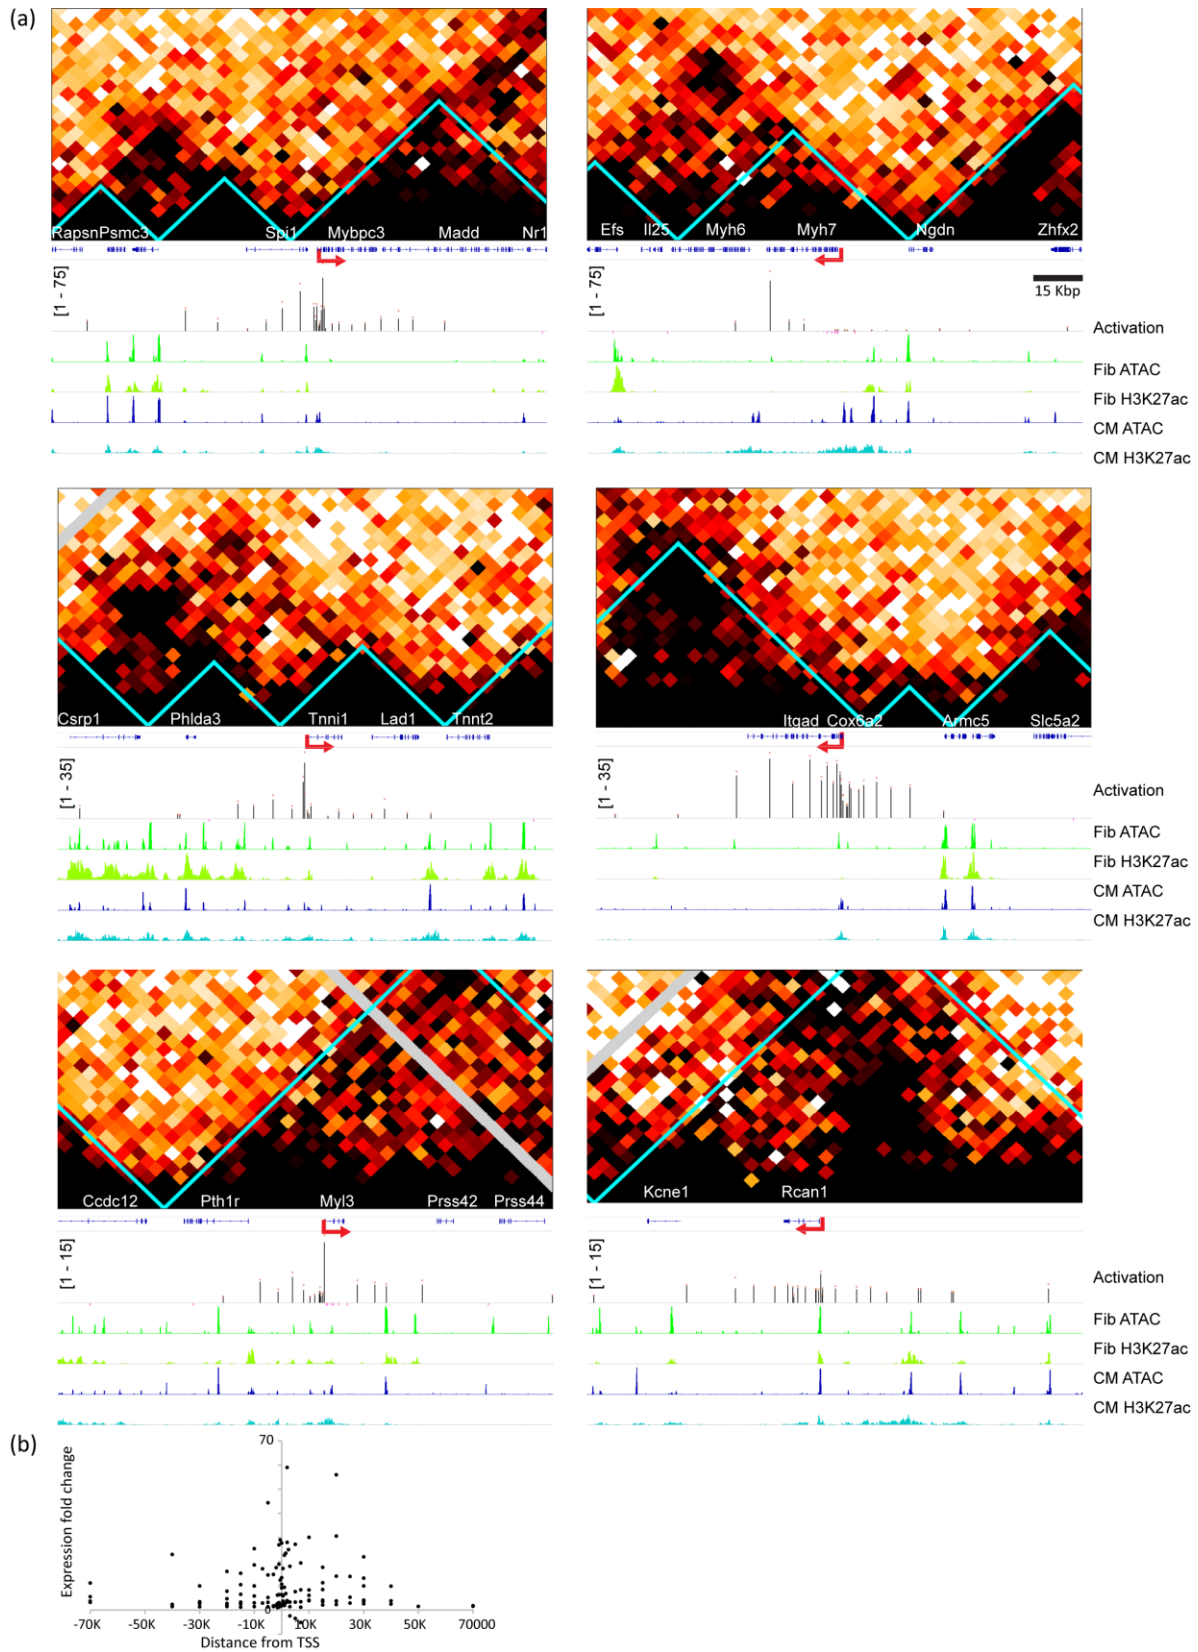 (a)
RapsnPsmc3 Spi1 Mybpc3 Madd Nr1
[1 - 75]
Efs Il25 Myh6 Myh7 Ngdn Zhfx2
15 Kbp
[1 - 75]
Activation
Fib ATAC
Fib H3K27ac
CM ATAC
CM H3K27ac
Csrp1 Phlda3 Tnni1 Lad1 Tnnt2
[1 - 35]
Itgad Cox6a2 Armc5 Slc5a2
[1 - 35]
Activation
Fib ATAC
Fib H3K27ac
CM ATAC
CM H3K27ac
Ccdc12 Pth1r Myl3 Prss42 Prss44
[1 - 15]
Kcne1 Rcan1
[1 - 15]
Activation
Fib ATAC
Fib H3K27ac
CM ATAC
CM H3K27ac
(b)
Expression fold change
70
0
-70K -50K -30K -10K 10K 30K 50K 70000
Distance from TSS